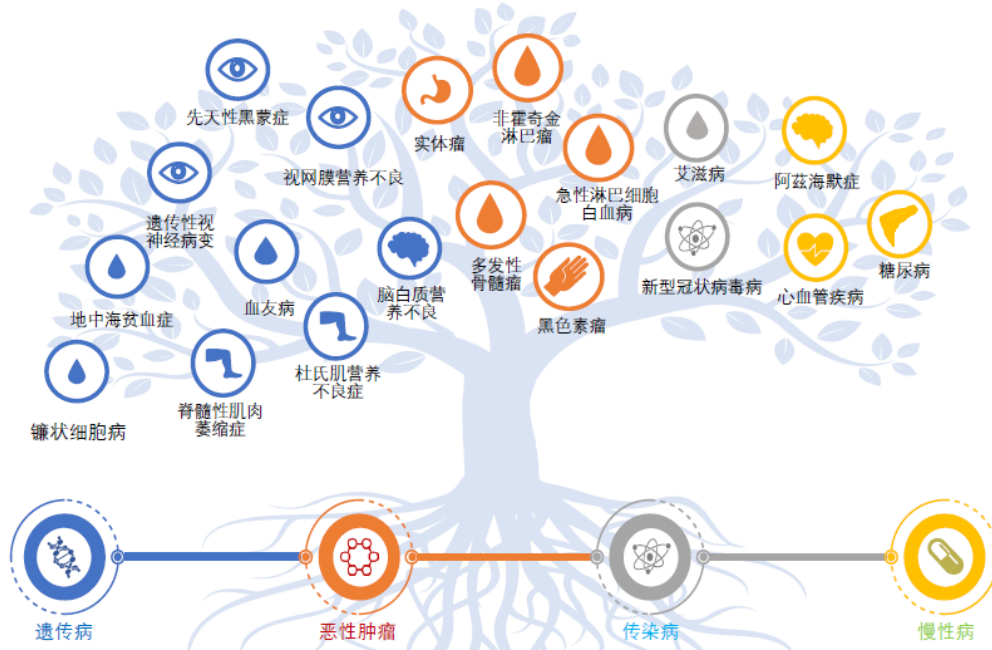 先天性黑蒙症
视网膜营养不良
遗传性视
神经病变
地中海贫血症
血友病
脑白质营
养不良
杜氏肌营养
不良症
脊髓性肌肉
萎缩症
镰状细胞病
实体瘤
非霍奇金
淋巴瘤
急性淋巴细胞
白血病
多发性
骨髓瘤
黑色素瘤
艾滋病
新型冠状病毒病
阿兹海默症
心血管疾病
糖尿病
遗传病
恶性肿瘤
传染病
慢性病